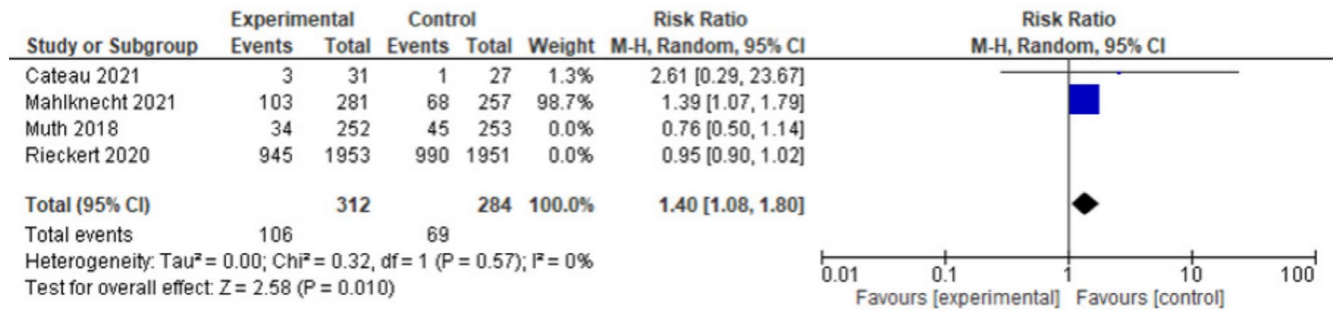 Experimental Control Risk Ratio Risk Ratio
Study or Subgroup Events Total Events Total Weight M-H, Random, 95% CI M-H, Random, 95% CI
Cateau 2021 3 31 1 27 1.3% 2.61 [0.29, 23.67]
Mahlknecht 2021 103 281 68 257 98.7% 1.39 [1.07, 1.79]
Muth 2018 34 252 45 253 0.0% 0.76 [0.50, 1.14]
Rieckert 2020 945 1953 990 1951 0.0% 0.95 [0.90, 1.02]
Total (95% CI) 312 284 100.0% 1.40 [1.08, 1.80]
Total events 106 69
Heterogeneity: Tau² = 0.00; Chi² = 0.32, df = 1 (P = 0.57); I² = 0%
Test for overall effect: Z = 2.58 (P = 0.010)
0.01 0.1 1 10 100
Favours [experimental] Favours [control]